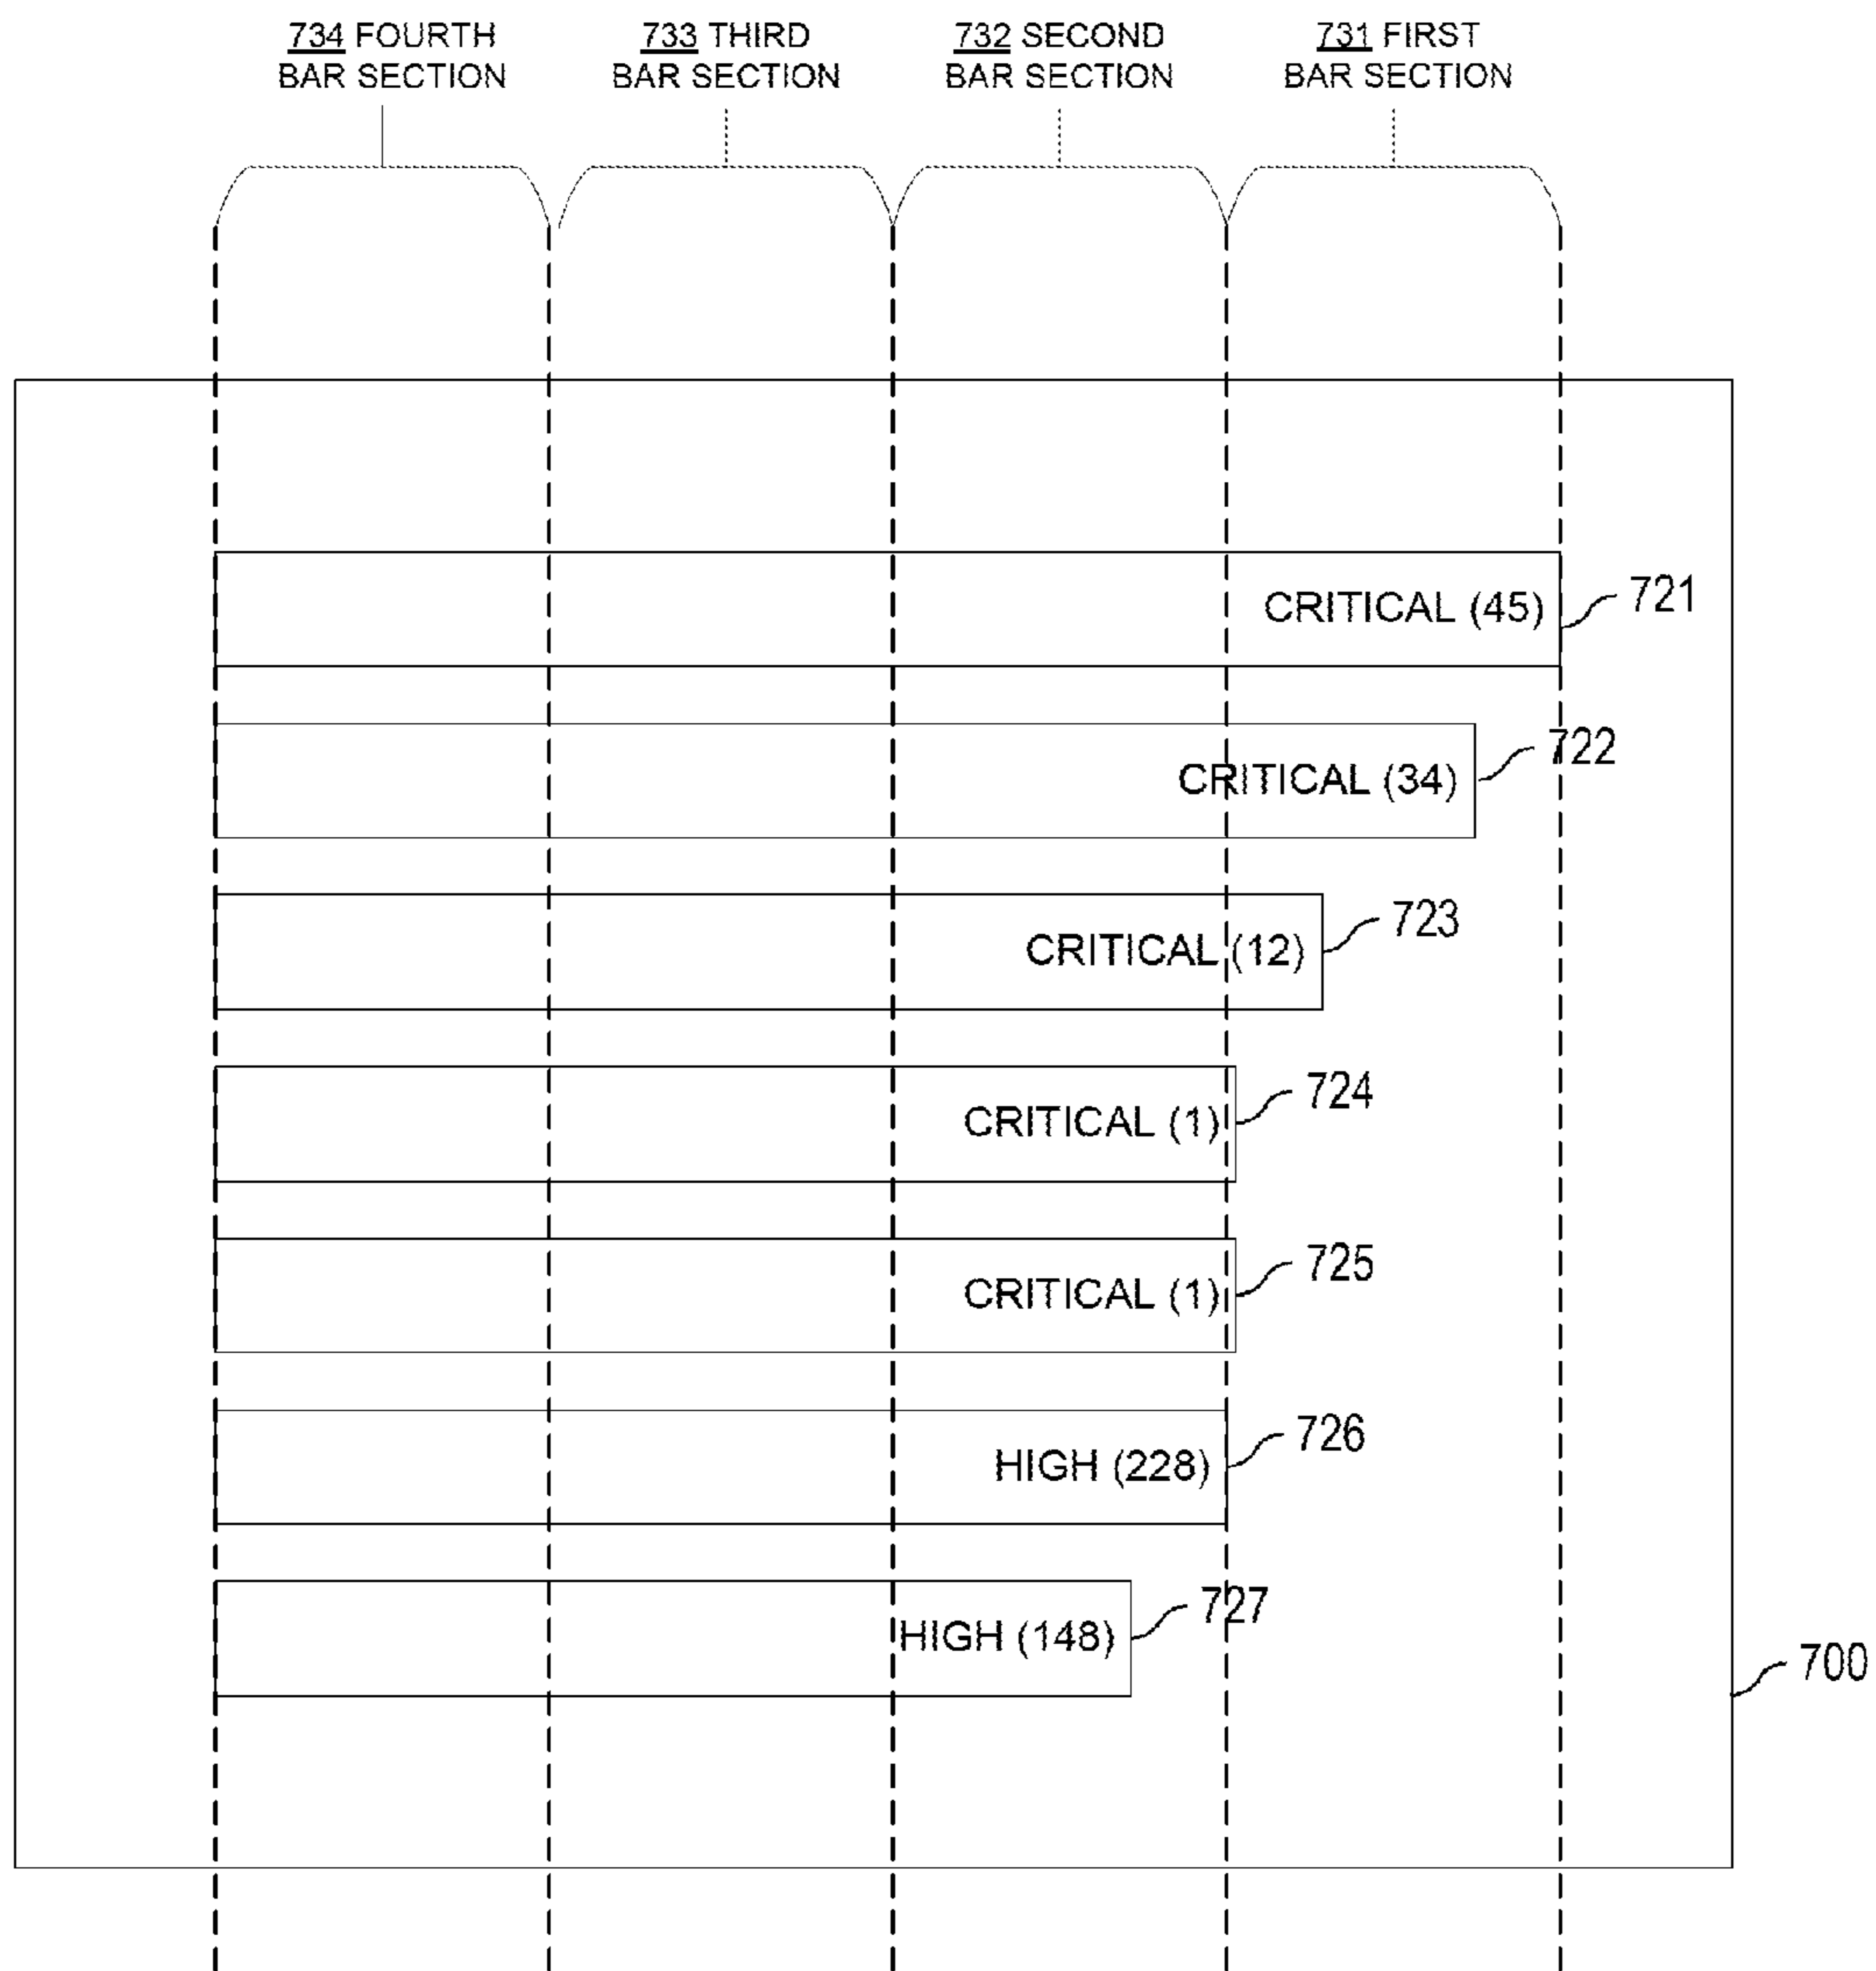 734 FOURTH
BAR SECTION
733 THIRD
BAR SECTION
732 SECOND
BAR SECTION
731 FIRST
BAR SECTION
CRITICAL (45)
721
CRITICAL (34)
722
CRITICAL (12)
723
CRITICAL (1)
724
CRITICAL (1)
725
HIGH (228)
726
HIGH (148)
727
700